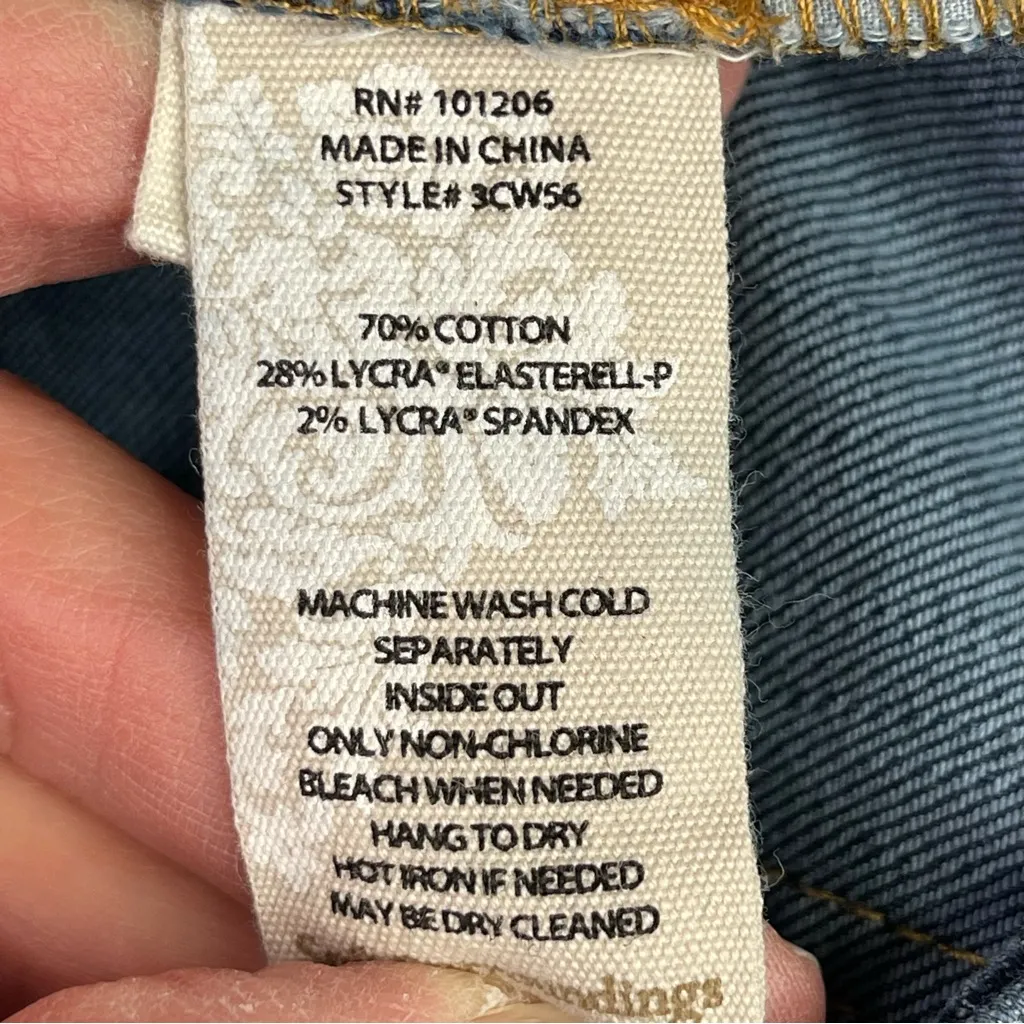 RN# 101206
MADE IN CHINA
STYLE# 3CW56
70% COTTON
28% LYCRA® ELASTERELL-P
2% LYCRA® SPANDEX
MACHINE WASH COLD
SEPARATELY
INSIDE OUT
ONLY NON-CHLORINE
BLEACH WHEN NEEDED
HANG TO DRY
HOT IRON IF NEEDED
MAY BE DRY CLEANED